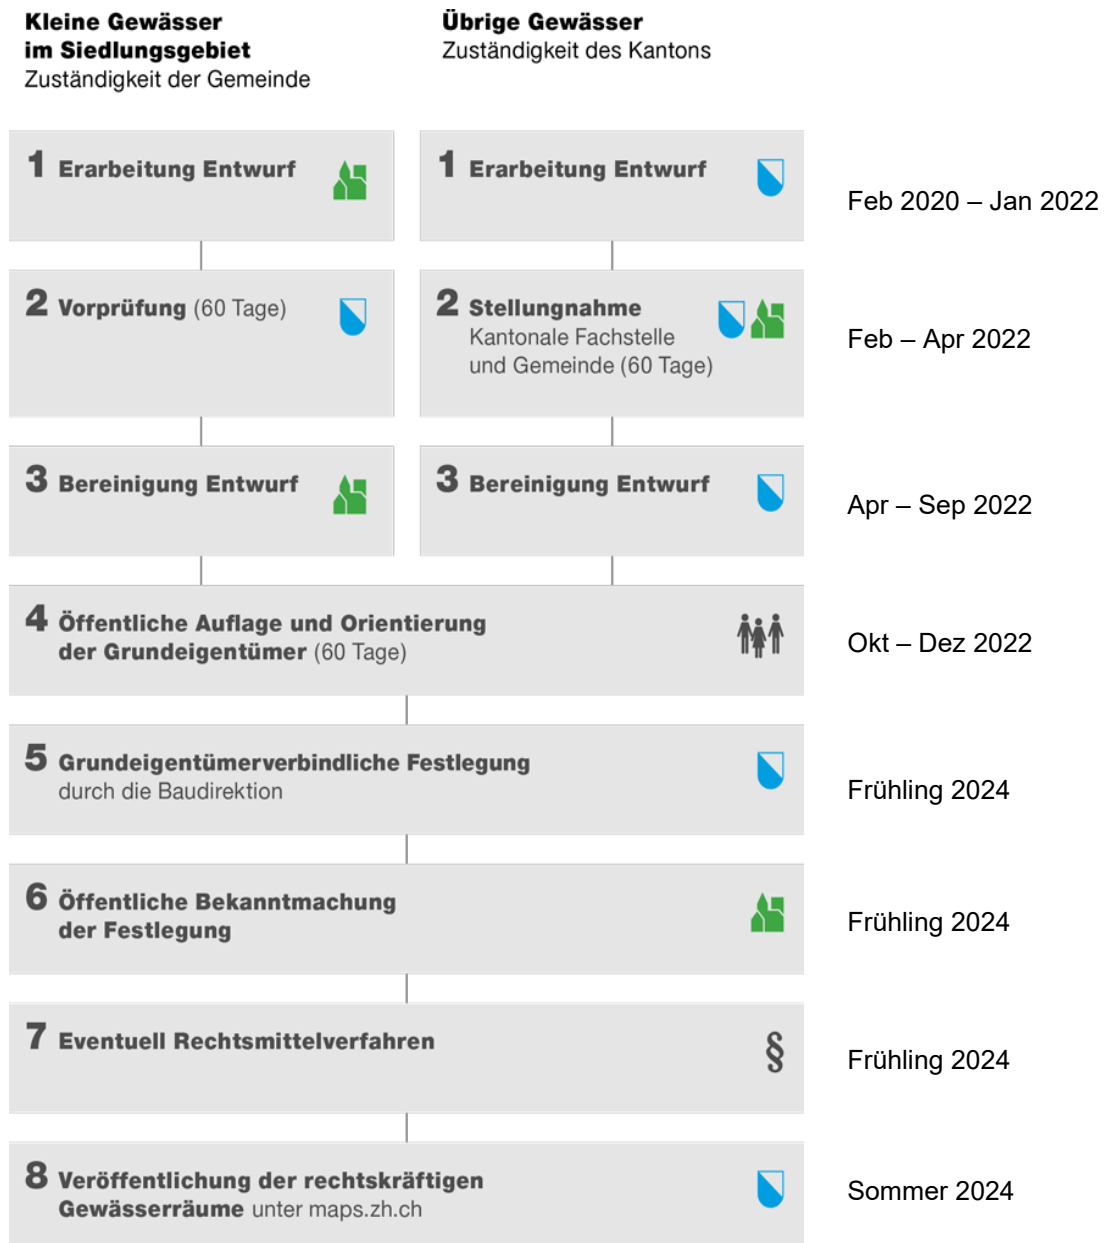 Kleine Gewässer
im Siedlungsgebiet
Zuständigkeit der Gemeinde
Übrige Gewässer
Zuständigkeit des Kantons
1 Erarbeitung Entwurf
1 Erarbeitung Entwurf
Feb 2020 – Jan 2022
2 Vorprüfung (60 Tage)
2 Stellungnahme
Kantonale Fachstelle
und Gemeinde (60 Tage)
Feb – Apr 2022
3 Bereinigung Entwurf
3 Bereinigung Entwurf
Apr – Sep 2022
4 Öffentliche Auflage und Orientierung
der Grundeigentümer (60 Tage)
Okt – Dez 2022
5 Grundeigentümerverbindliche Festlegung
durch die Baudirektion
Frühling 2024
6 Öffentliche Bekanntmachung
der Festlegung
Frühling 2024
7 Eventuell Rechtsmittelverfahren
§
Frühling 2024
8 Veröffentlichung der rechtskräftigen
Gewässerräume unter maps.zh.ch
Sommer 2024